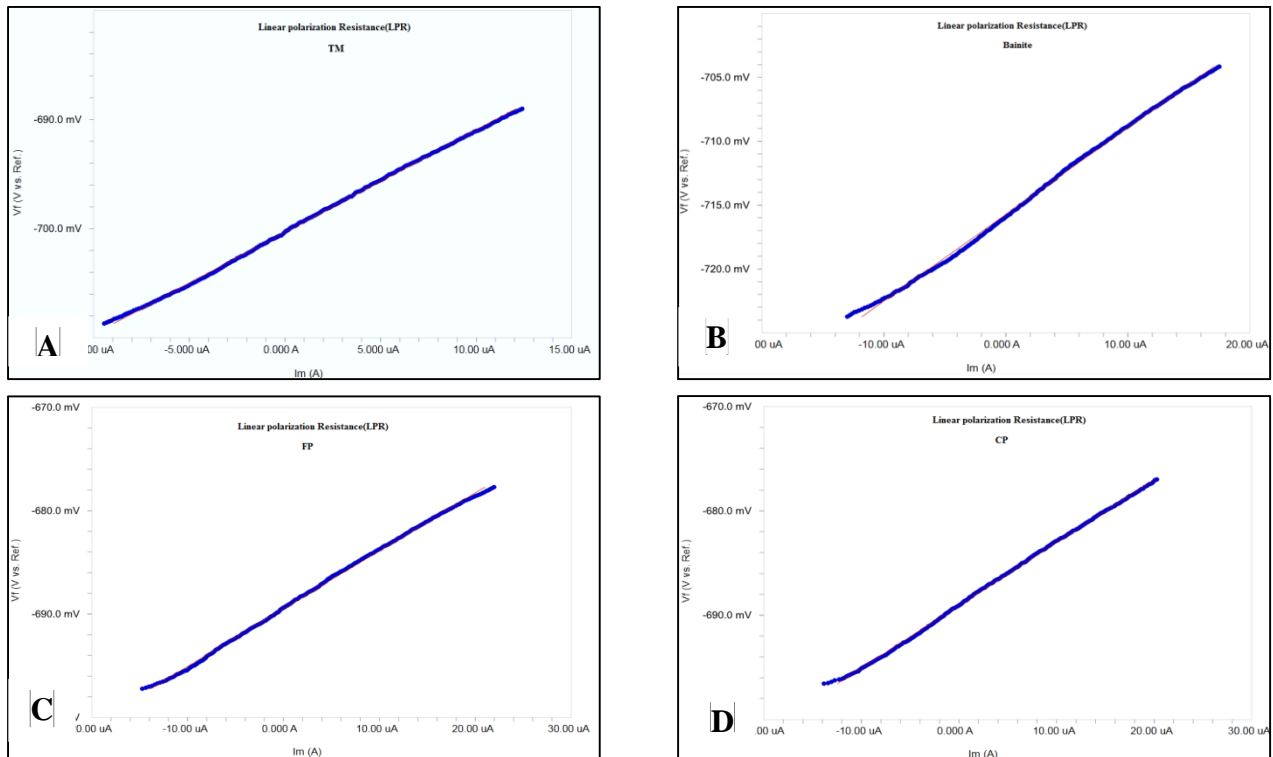 Linear polarization Resistance(LPR)
TM
-690.0 mV
-700.0 mV
Vf (V vs. Ref.)
A
00 uA
-5.000 uA
0.000 A
5.000 uA
10.00 uA
15.00 uA
Im (A)
Linear polarization Resistance(LPR)
Bainite
-705.0 mV
-710.0 mV
-715.0 mV
-720.0 mV
Vf (V vs. Ref.)
B
00 uA
-10.00 uA
0.000 A
10.00 uA
20.00 uA
Im (A)
-670.0 mV
Linear polarization Resistance(LPR)
FP
-680.0 mV
-690.0 mV
Vf (V vs. Ref.)
C
0.00 uA
-10.00 uA
0.000 A
10.00 uA
20.00 uA
30.00 uA
Im (A)
-670.0 mV
Linear polarization Resistance(LPR)
CP
-680.0 mV
-690.0 mV
Vf (V vs. Ref.)
D
.00 uA
-10.00 uA
0.000 A
10.00 uA
20.00 uA
30.00 uA
Im (A)